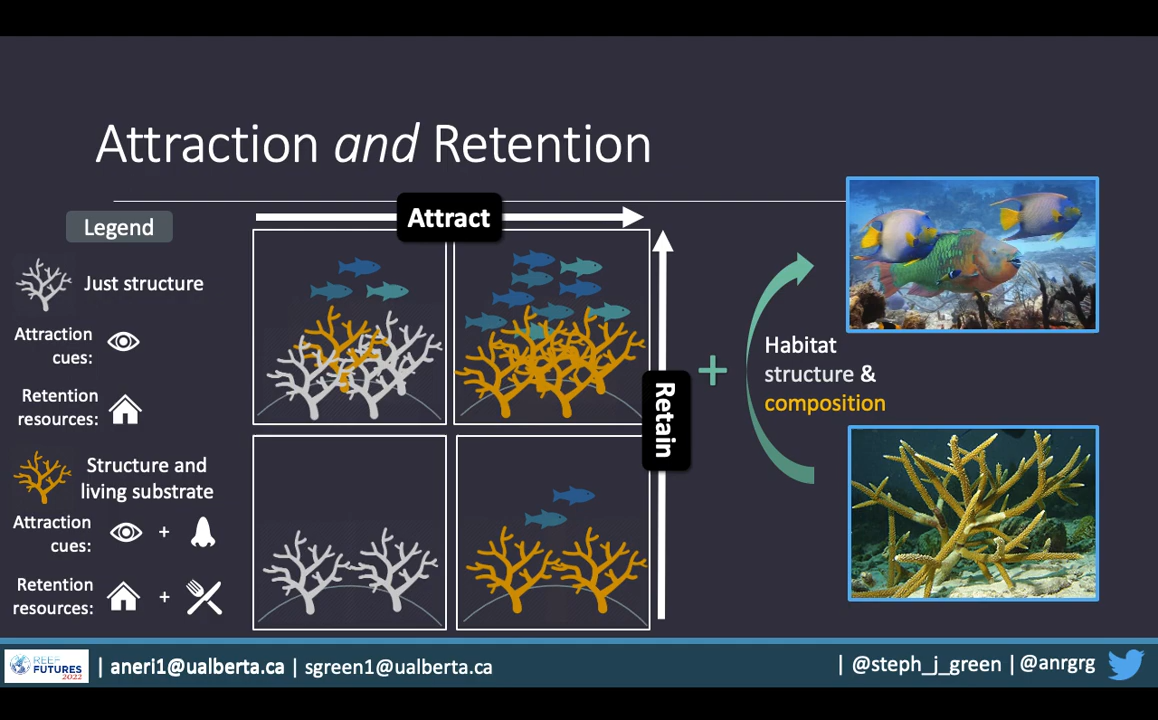 Attraction and Retention
Legend
Just structure
Attraction
cues:
Retention
resources:
Structure and
living substrate
Attraction
cues:
+
Retention
resources:
+
Attract
Retain
+
Habitat
structure &
composition
REEF
FUTURES
2022
| aneri1@ualberta.ca | sgreen1@ualberta.ca
| @steph_j_green | @anrgrg